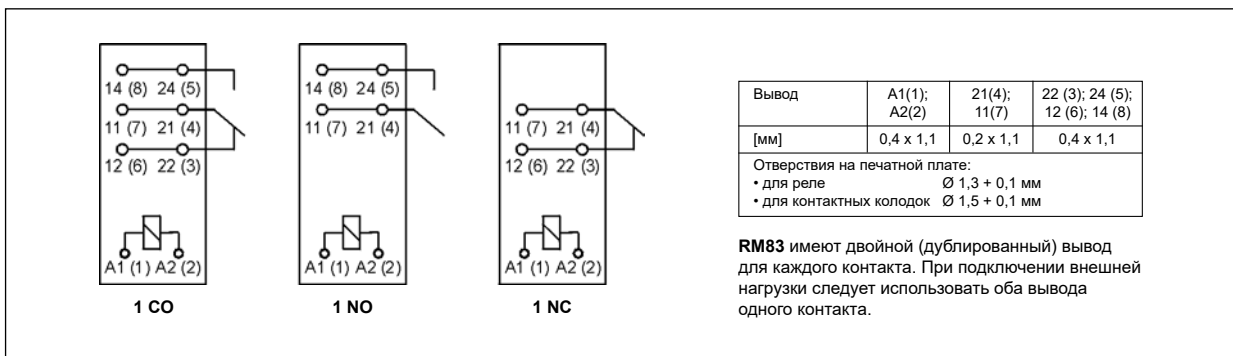 14 (8) 24 (5)
11 (7) 21 (4)
12 (6) 22 (3)
A1 (1) A2 (2)
1 CO
14 (8) 24 (5)
11 (7) 21 (4)
A1 (1) A2 (2)
1 NO
11 (7) 21 (4)
12 (6) 22 (3)
A1 (1) A2 (2)
1 NC
Вывод A1(1); A2(2) 21(4); 11(7) 22 (3); 24 (5); 12 (6); 14 (8)
[мм] 0,4 x 1,1 0,2 x 1,1 0,4 x 1,1
Отверстия на печатной плате:
• для реле Ø 1,3 + 0,1 мм
• для контактных колодок Ø 1,5 + 0,1 мм
RM83 имеют двойной (дублированный) вывод
для каждого контакта. При подключении внешней
нагрузки следует использовать оба вывода
одного контакта.